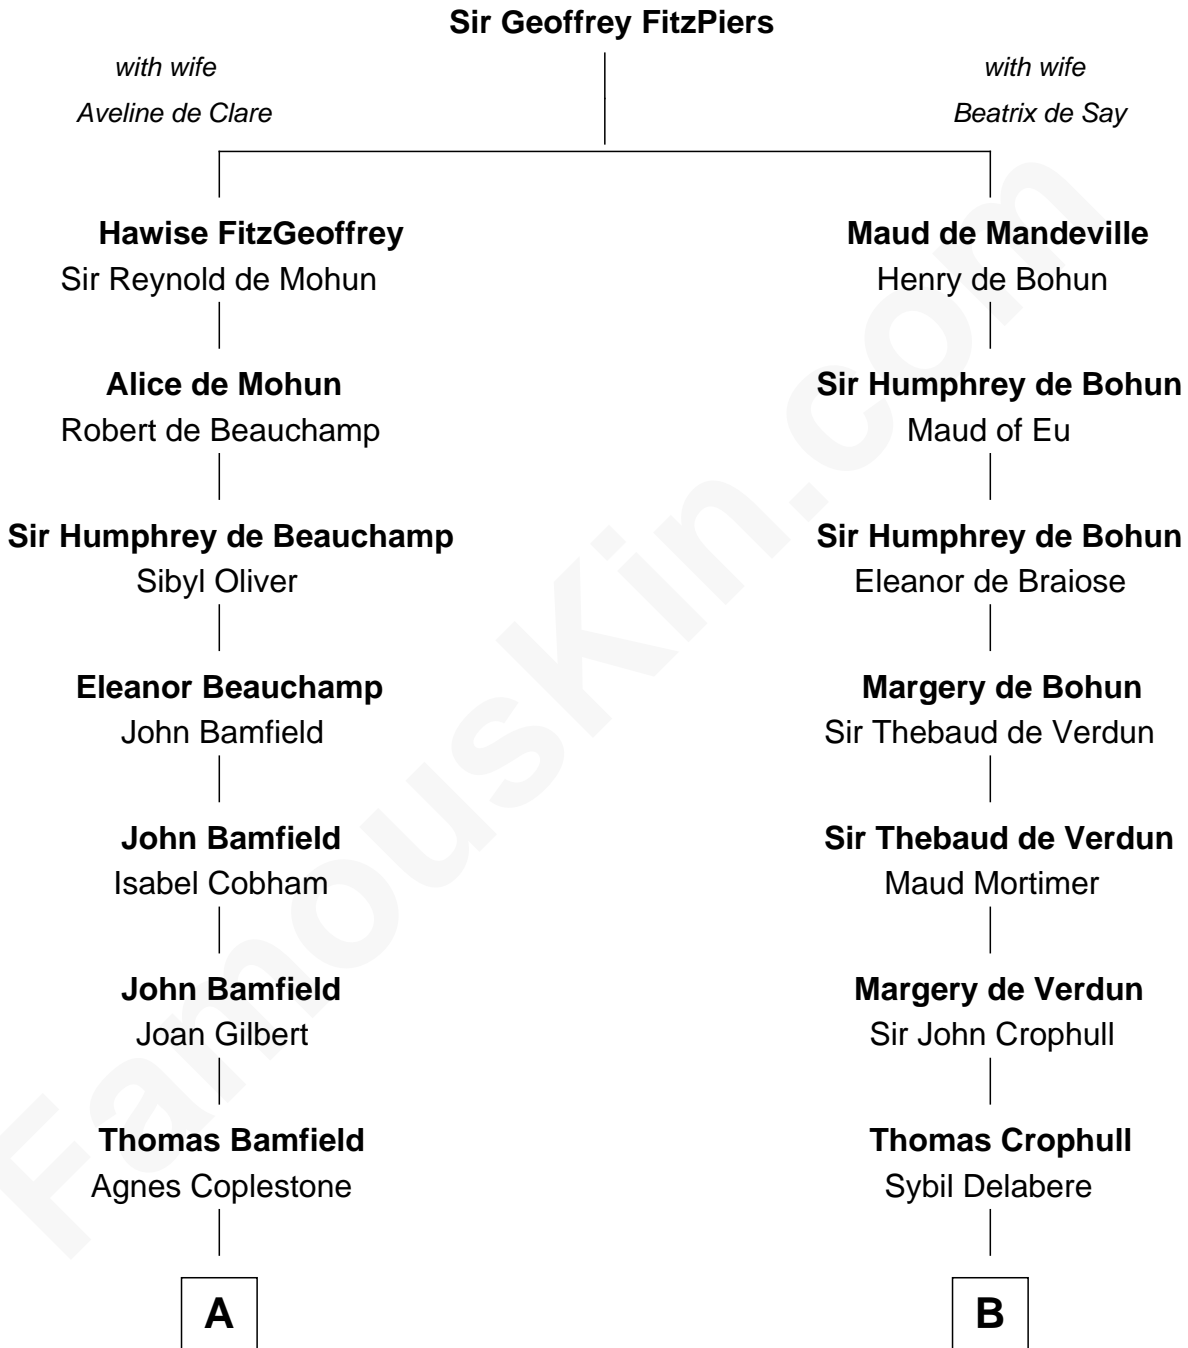 Sir Geoffrey FitzPiers
with wife
Aveline de Clare
with wife
Beatrix de Say
Hawise FitzGeoffrey
Sir Reynold de Mohun
Alice de Mohun
Robert de Beauchamp
Sir Humphrey de Beauchamp
Sibyl Oliver
Eleanor Beauchamp
John Bamfield
John Bamfield
Isabel Cobham
John Bamfield
Joan Gilbert
Thomas Bamfield
Agnes Coplestone
A
Maud de Mandeville
Henry de Bohun
Sir Humphrey de Bohun
Maud of Eu
Sir Humphrey de Bohun
Eleanor de Braiose
Margery de Bohun
Sir Thebaud de Verdun
Sir Thebaud de Verdun
Maud Mortimer
Margery de Verdun
Sir John Crophull
Thomas Crophull
Sybil Delabere
B
FamousKin.com